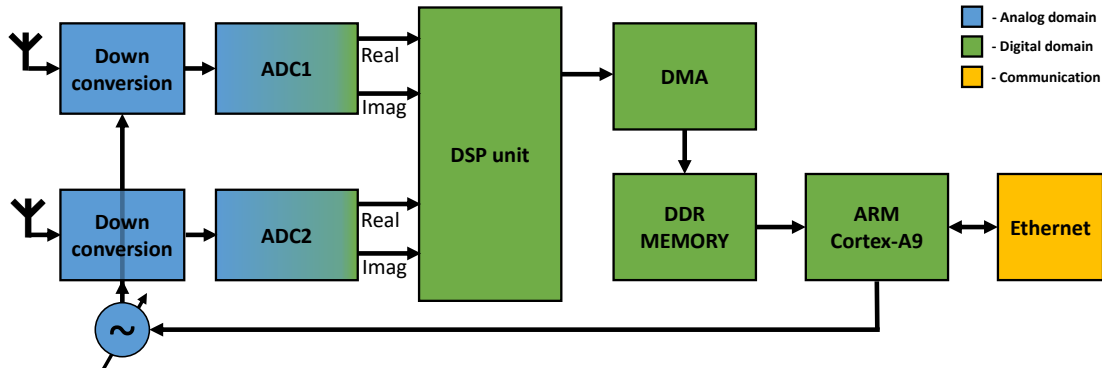 Down
conversion
ADC1
Real
Imag
DSP unit
DMA
- Analog domain
- Digital domain
- Communication
Down
conversion
ADC2
Real
Imag
DDR
MEMORY
ARM
Cortex-A9
Ethernet
~